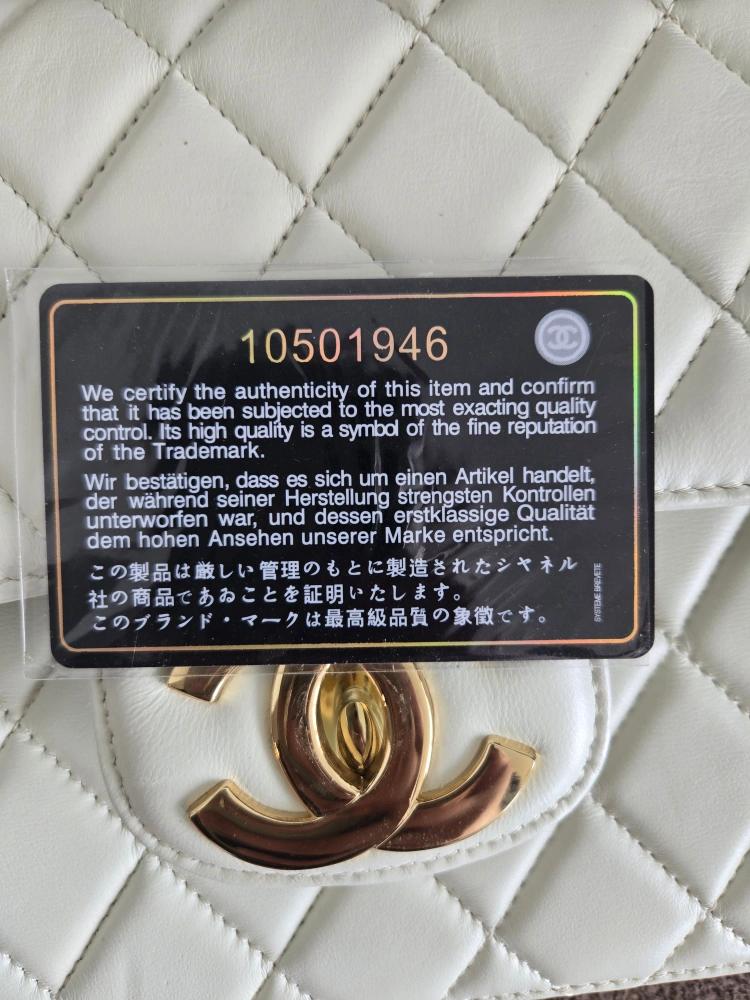 10501946
We certify the authenticity of this item and confirm
that it has been subjected to the most exacting quality
control. Its high quality is a symbol of the fine reputation
of the Trademark.
Wir bestätigen, dass es sich um einen Artikel handelt,
der während seiner Herstellung strengsten Kontrollen
unterworfen war, und dessen erstklassige Qualität
dem hohen Ansehen unserer Marke entspricht.
この製品は厳しい管理のもとに製造されたシャネル
社の商品であおことを証明いたします。
このブランド・マークは最高級品質の象徴です。
SYSTEME BREVETE